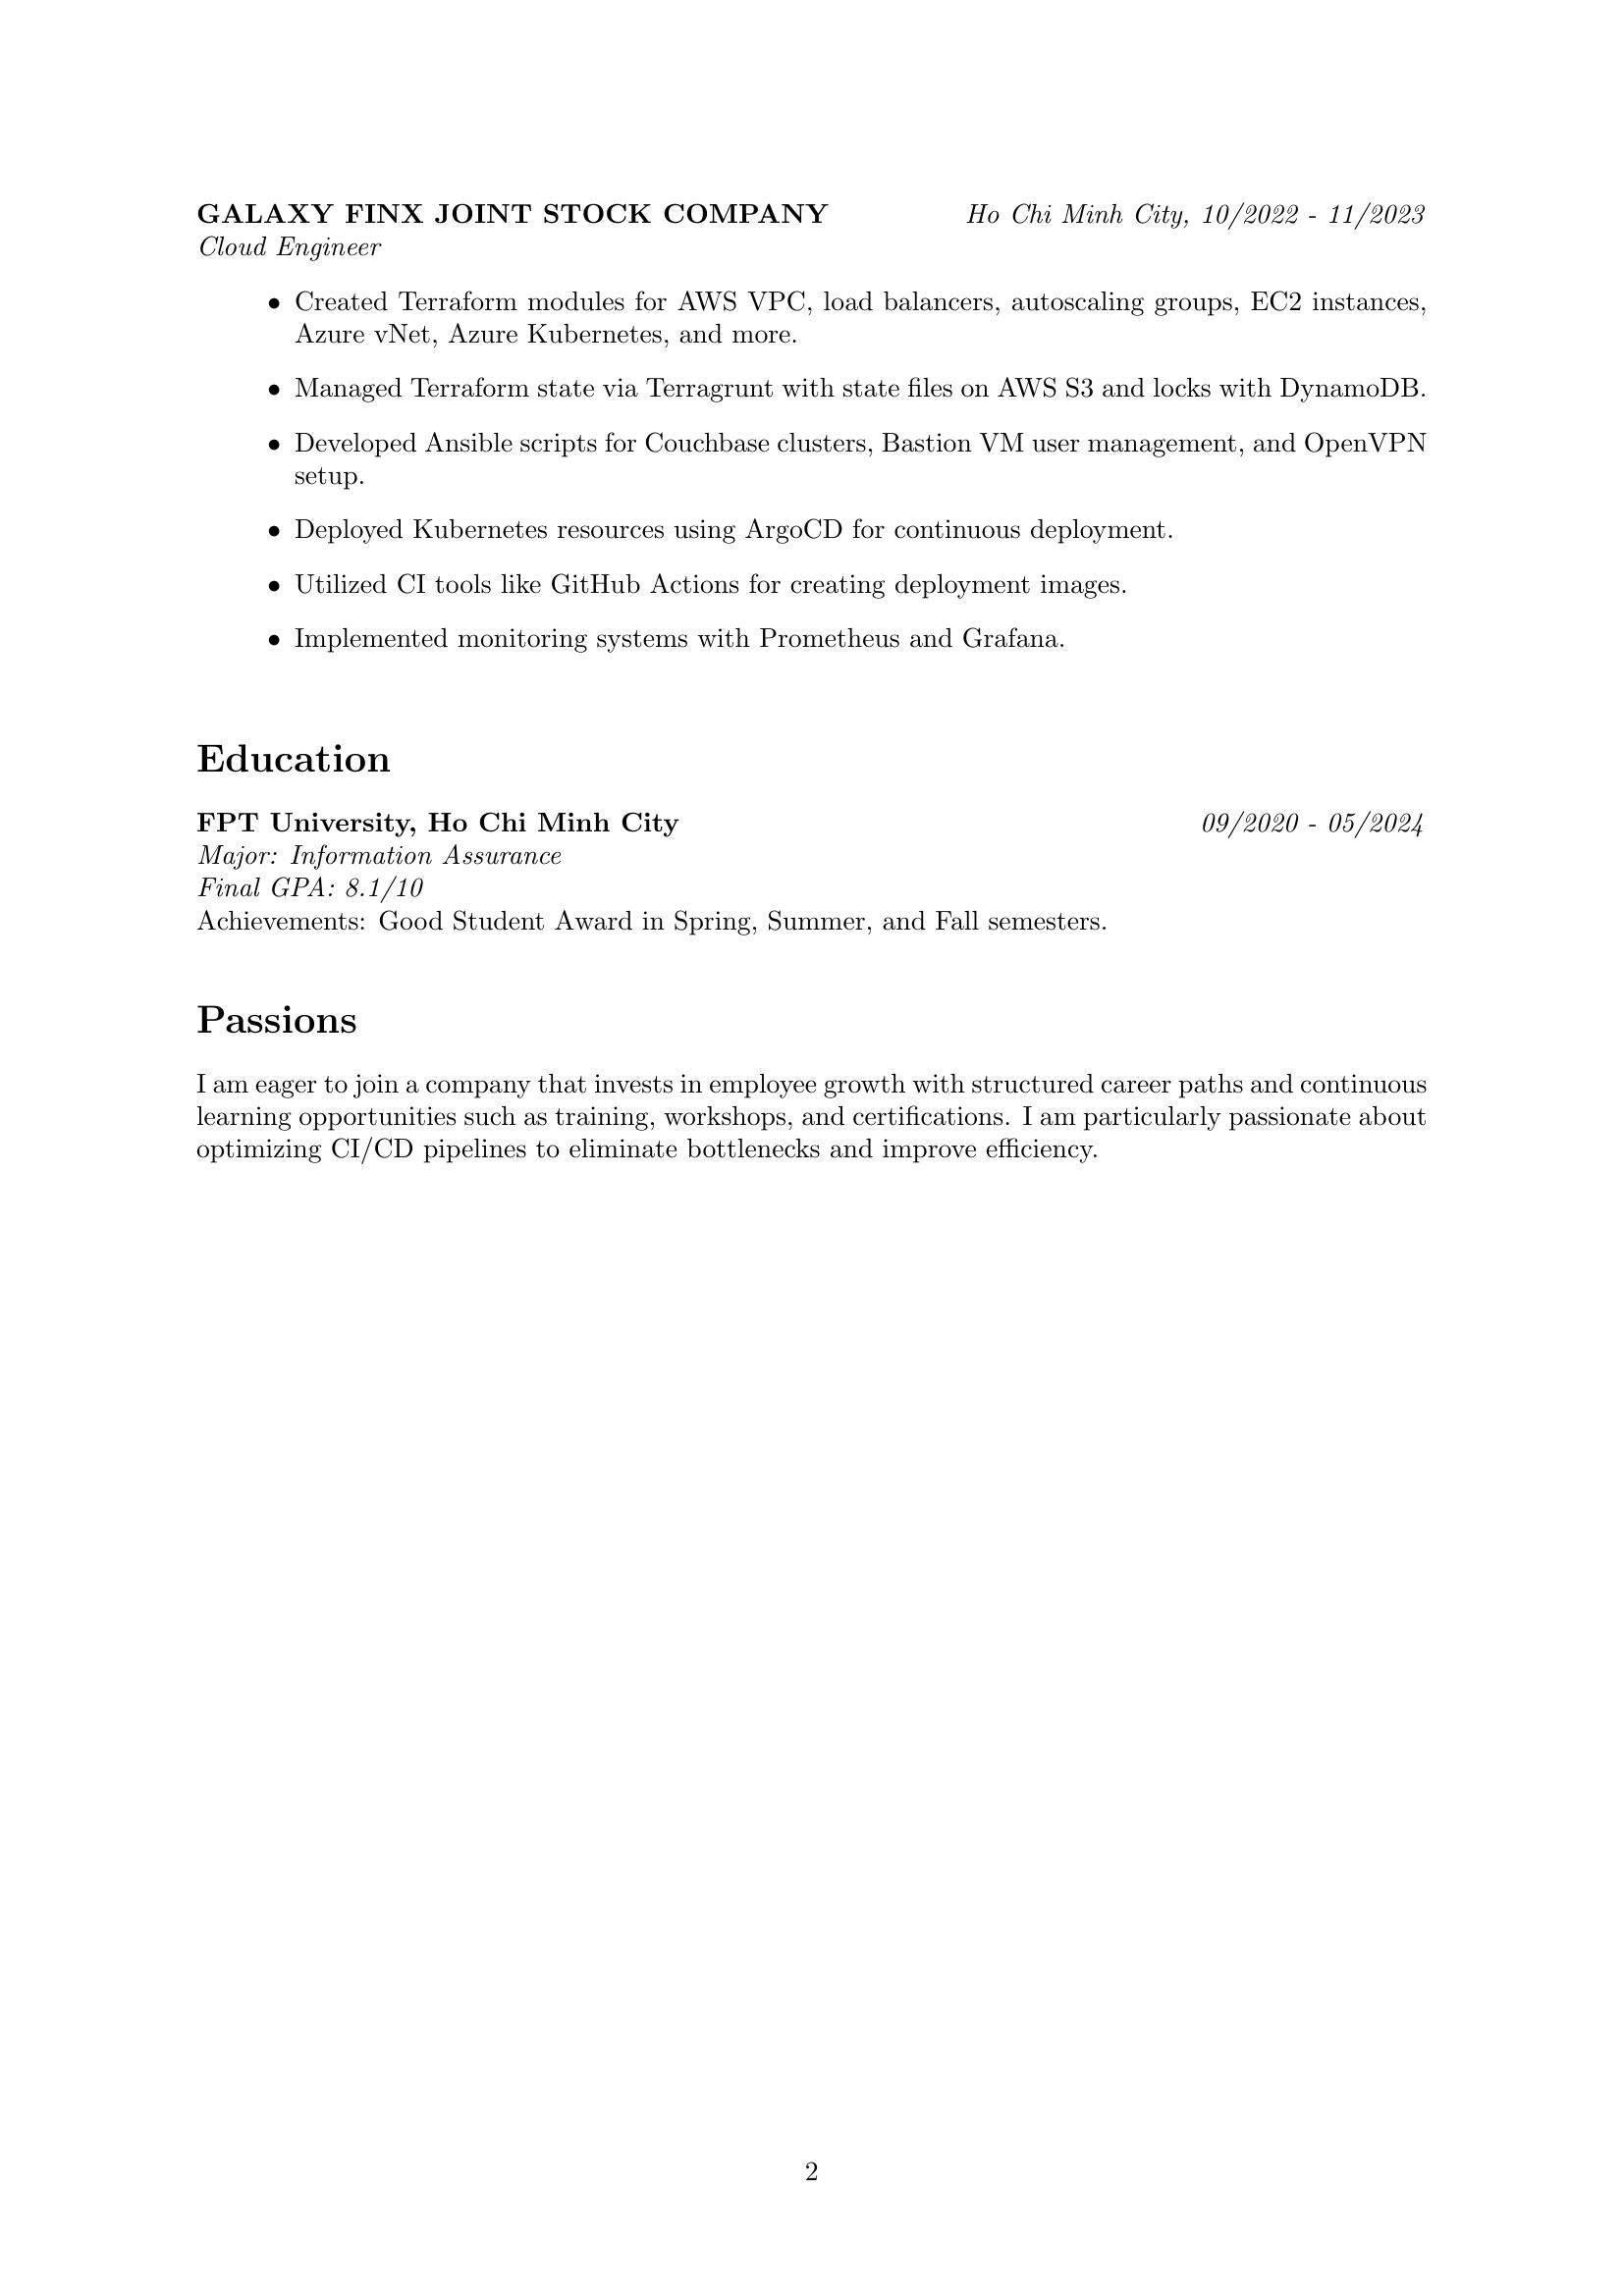 GALAXY FINX JOINT STOCK COMPANY Ho Chi Minh City, 10/2022 - 11/2023
Cloud Engineer
• Created Terraform modules for AWS VPC, load balancers, autoscaling groups, EC2 instances,
Azure vNet, Azure Kubernetes, and more.
• Managed Terraform state via Terragrunt with state files on AWS S3 and locks with DynamoDB.
• Developed Ansible scripts for Couchbase clusters, Bastion VM user management, and OpenVPN
setup.
• Deployed Kubernetes resources using ArgoCD for continuous deployment.
• Utilized CI tools like GitHub Actions for creating deployment images.
• Implemented monitoring systems with Prometheus and Grafana.
Education
FPT University, Ho Chi Minh City 09/2020 - 05/2024
Major: Information Assurance
Final GPA: 8.1/10
Achievements: Good Student Award in Spring, Summer, and Fall semesters.
Passions
I am eager to join a company that invests in employee growth with structured career paths and continuous
learning opportunities such as training, workshops, and certifications. I am particularly passionate about
optimizing CI/CD pipelines to eliminate bottlenecks and improve efficiency.
2